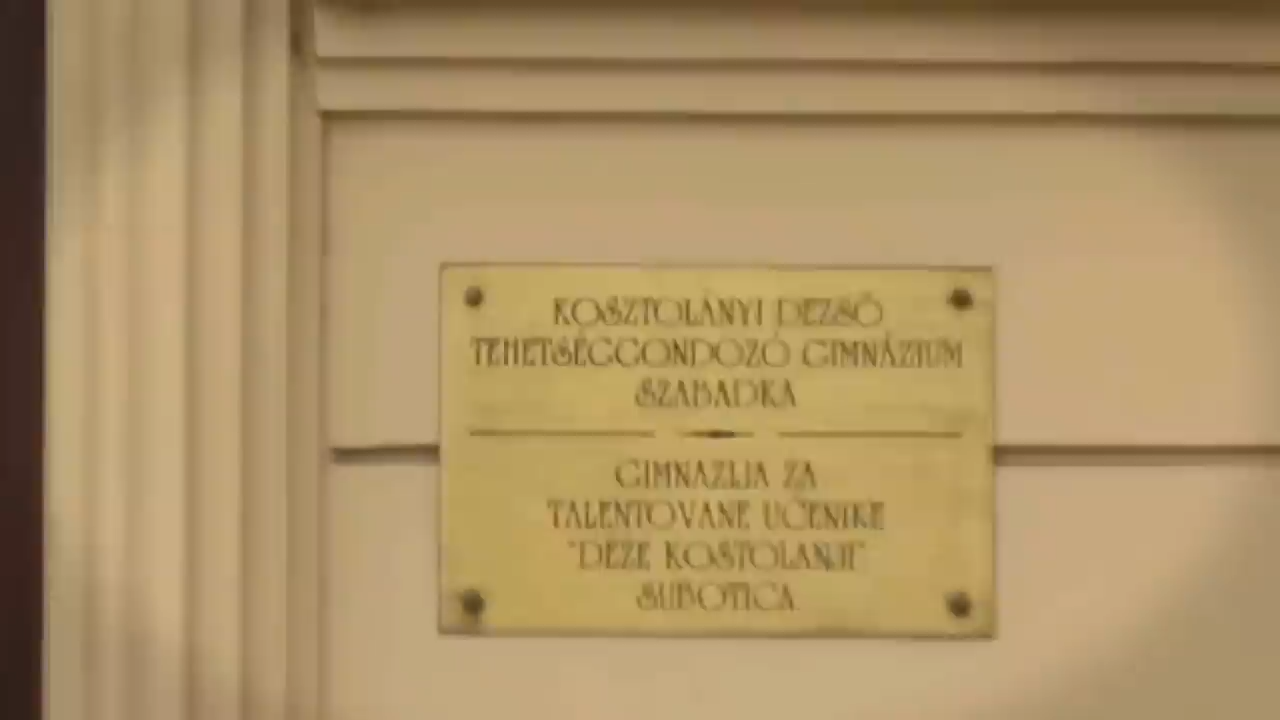 KOSZTOLÁNYI DEZSŐ
TEHETSÉGGONDOZÓ GIMNÁZIUM
SZABADKA
GIMNAZIJA ZA
TALENTOVANE UČENIKE
"DEŽE KOSTOLANJI"
SUBOTICA